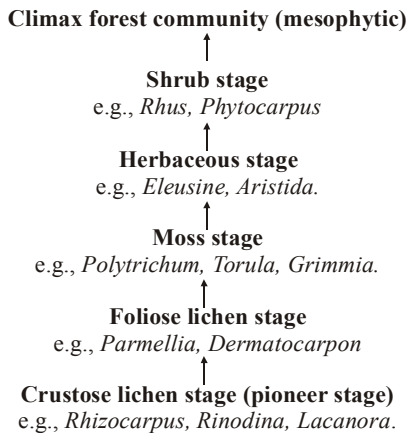 Climax forest community (mesophytic)
Shrub stage
e.g., Rhus, Phytocarpus
Herbaceous stage
e.g., Eleusine, Aristida.
Moss stage
e.g., Polytrichum, Torula, Grimmia.
Foliose lichen stage
e.g., Parmellia, Dermatocarpon
Crustose lichen stage (pioneer stage)
e.g., Rhizocarpus, Rinodina, Lacanora.